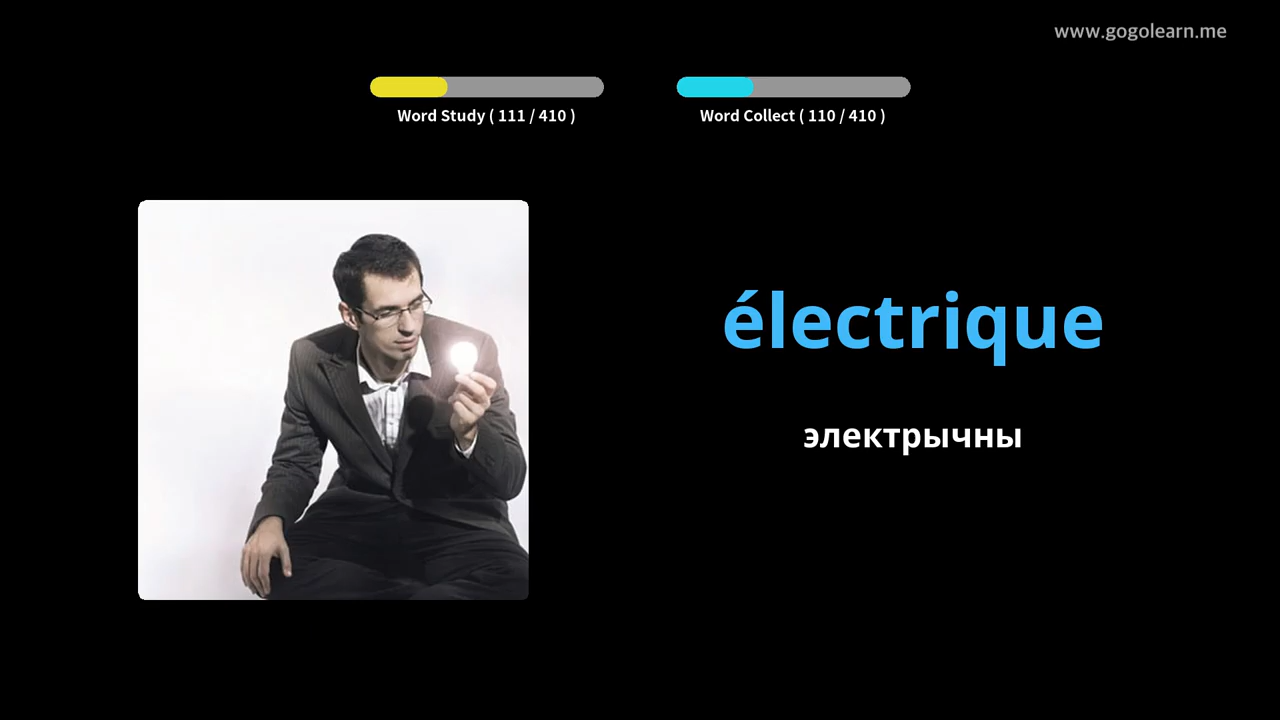 www.gogolearn.me
Word Study ( 111 / 410 )
Word Collect ( 110 / 410 )
électrique
электрычны